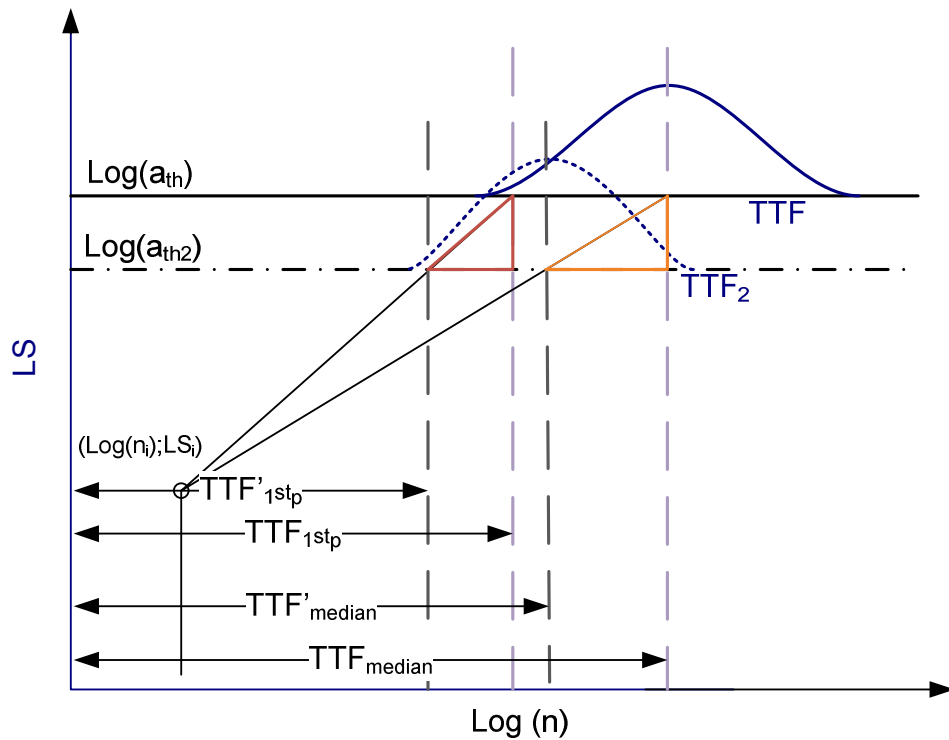 Log(ath)
TTF
Log(ath2)
TTF2
LS
(Log(ni);LSi)
TTF'1stp
TTF1stp
TTF'median
TTFmedian
Log (n)